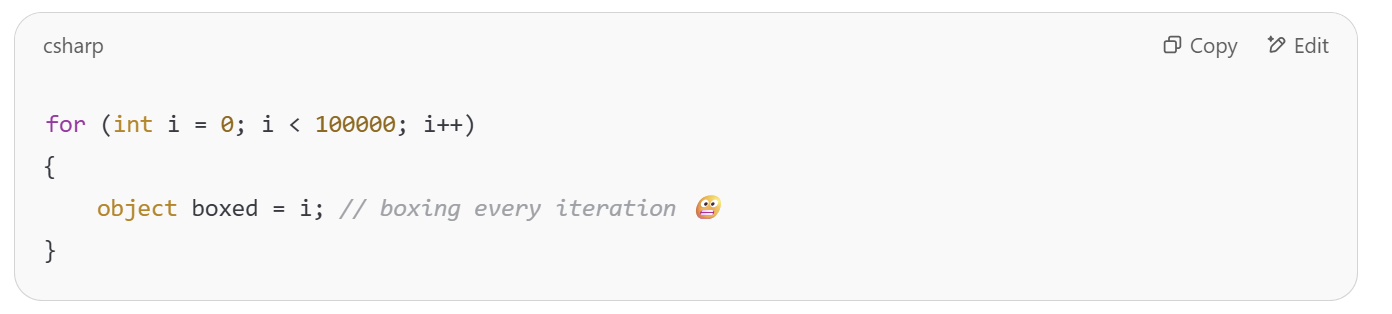 csharp Copy Edit
for (int i = 0; i < 100000; i++)
{
    object boxed = i; // boxing every iteration 😬
}